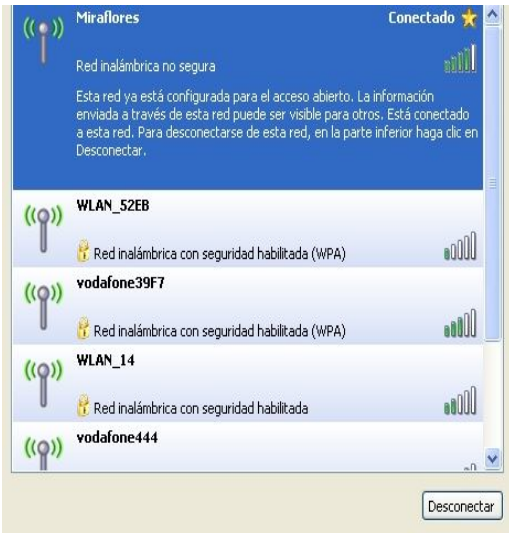 Miraflores Conectado
Red inalámbrica no segura
Esta red ya está configurada para el acceso abierto. La información
enviada a través de esta red puede ser visible para otros. Está conectado
a esta red. Para desconectarse de esta red, en la parte inferior haga clic en
Desconectar.
WLAN_52EB
Red inalámbrica con seguridad habilitada (WPA)
vodafone39F7
Red inalámbrica con seguridad habilitada (WPA)
WLAN_14
Red inalámbrica con seguridad habilitada
vodafone444
Desconectar